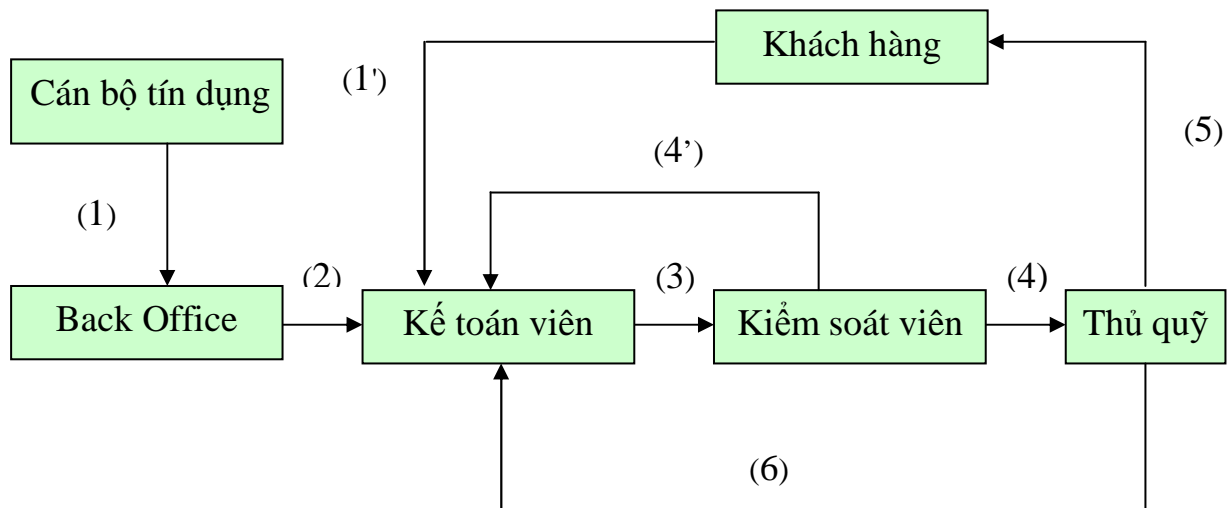 Khách hàng
Cán bộ tín dụng
(1')
(5)
(4’)
(1)
(2)
(3)
(4)
Back Office
Kế toán viên
Kiểm soát viên
Thủ quỹ
(6)